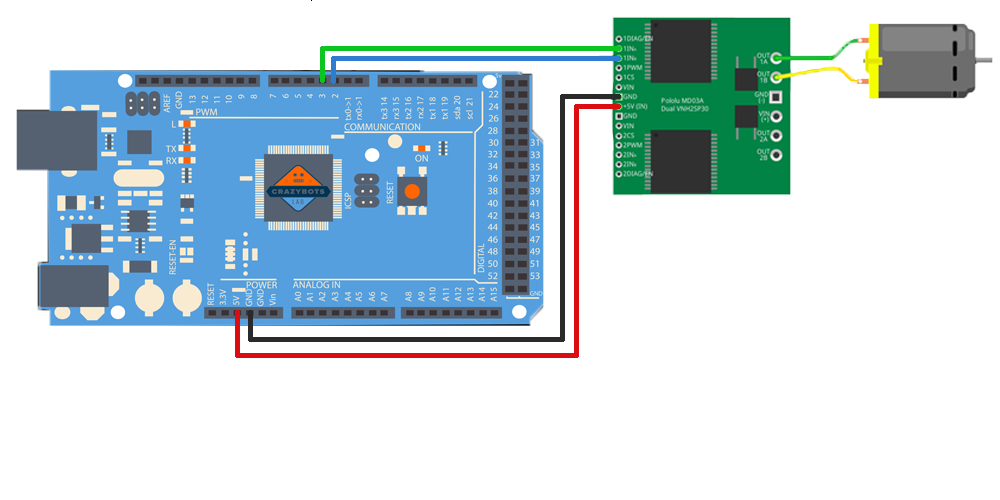 AREF
GND
13
12
11
10
9
8
7
6
5
4
3
2
tx0->1
rx0->1
tx3 14
rx3 15
tx2 16
rx2 17
tx1 18
rx1 19
sda 20
scl 21
PWM
COMMUNICATION
L
TX
RX
ON
RESET
ICSP
CRAZYBOTS
LAB
RESET-EN
22
24
26
28
30 31
32 33
34 35
36 37
38 39
40 41
42 43
44 45
46 47
48 49
50 51
52 53
GND
DIGITAL
POWER
ANALOG IN
RESET
3.3V
5V
GND
GND
Vin
A0
A1
A2
A3
A4
A5
A6
A7
A8
A9
A10
A11
A12
A13
A14
A15
1DIAG/EN
1INA
1INB
1PWM
1CS
VIN
GND
+5V (IN)
GND
VIN
2CS
2PWM
2INB
2INA
2DIAG/EN
Pololu MD03A
Dual VNH2SP30
OUT
1A
OUT
1B
GND
(-)
VIN
(+)
OUT
2A
OUT
2B